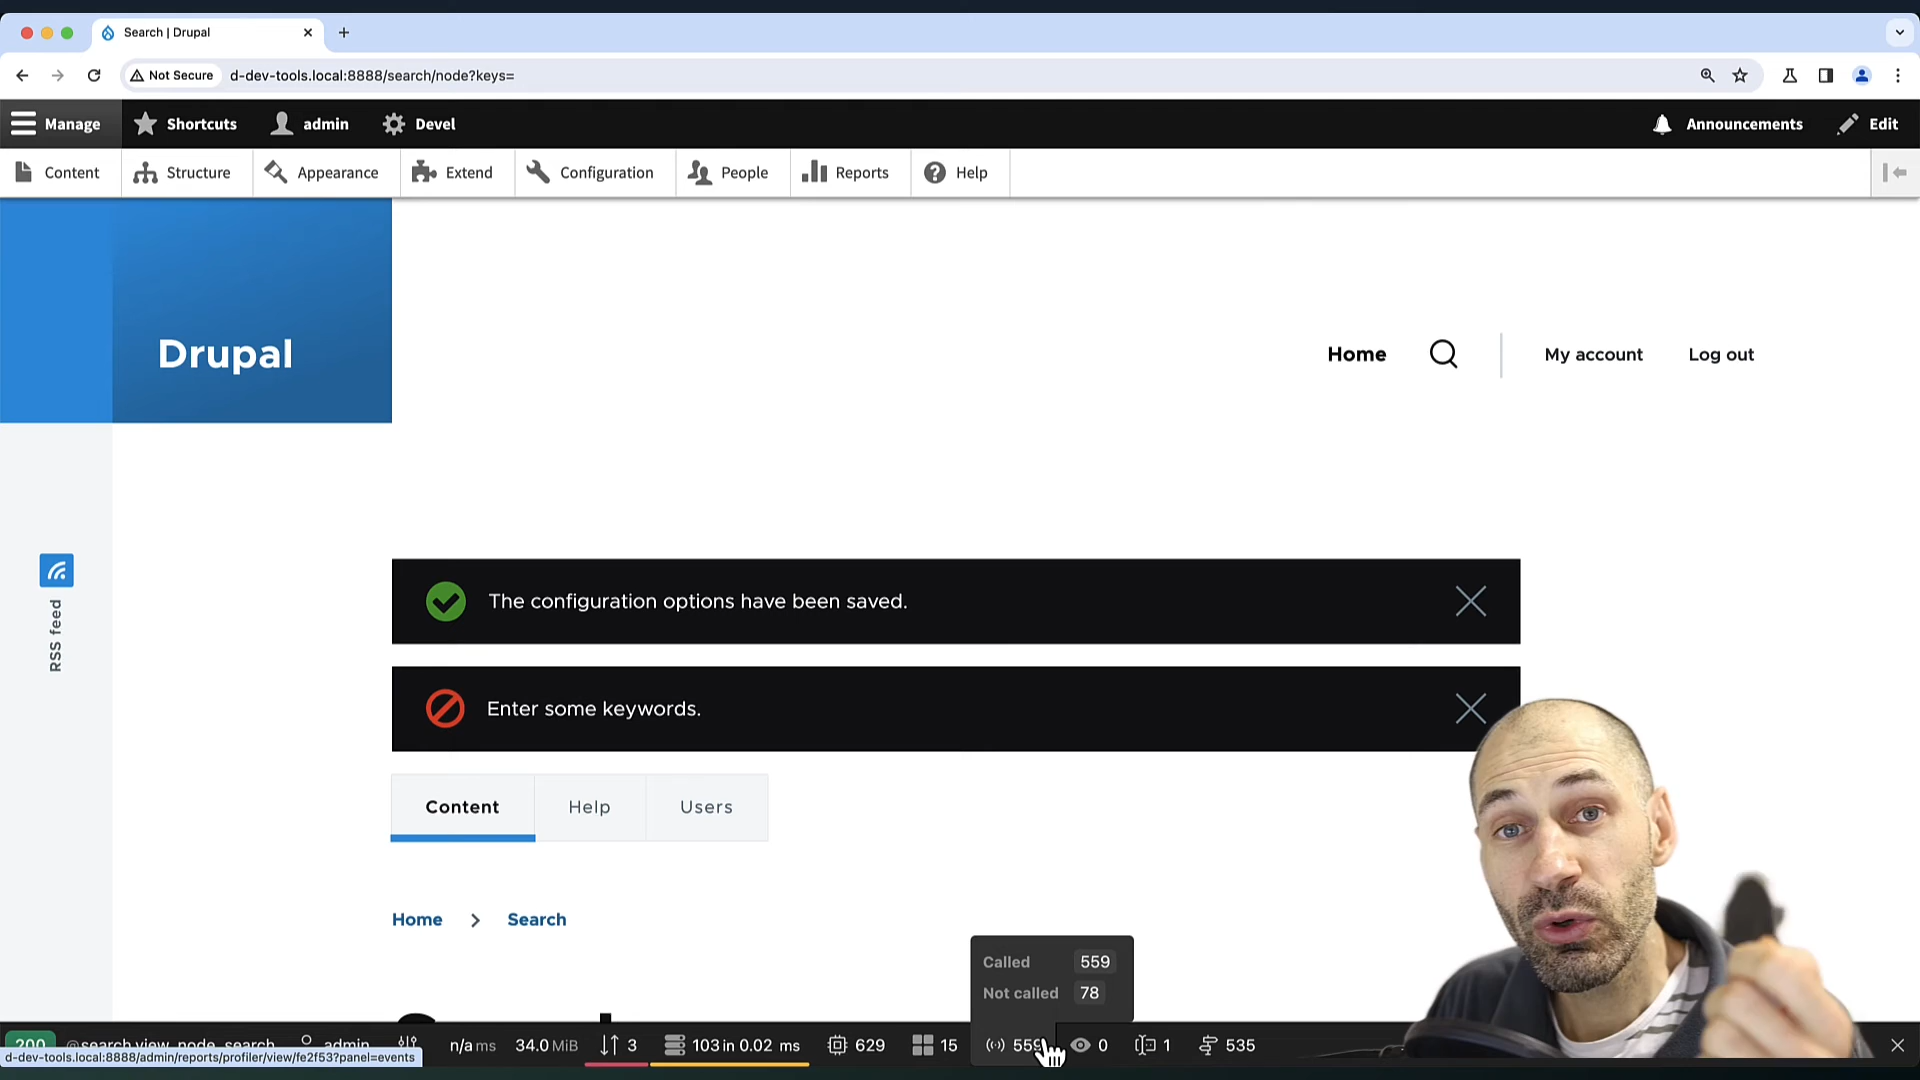 Search | Drupal
Not Secure
d-dev-tools.local:8888/search/node?keys=
Manage Shortcuts admin Devel Announcements Edit
Content Structure Appearance Extend Configuration People Reports Help
Drupal
Home My account Log out
RSS feed
The configuration options have been saved.
Enter some keywords.
Content Help Users
Home > Search
Called 559
Not called 78
200 @search.view_node_search admin n/a ms 34.0 MiB 3 103 in 0.02 ms 629 15 559 0 1 535
d-dev-tools.local:8888/admin/reports/profiler/view/fe2f53?panel=events